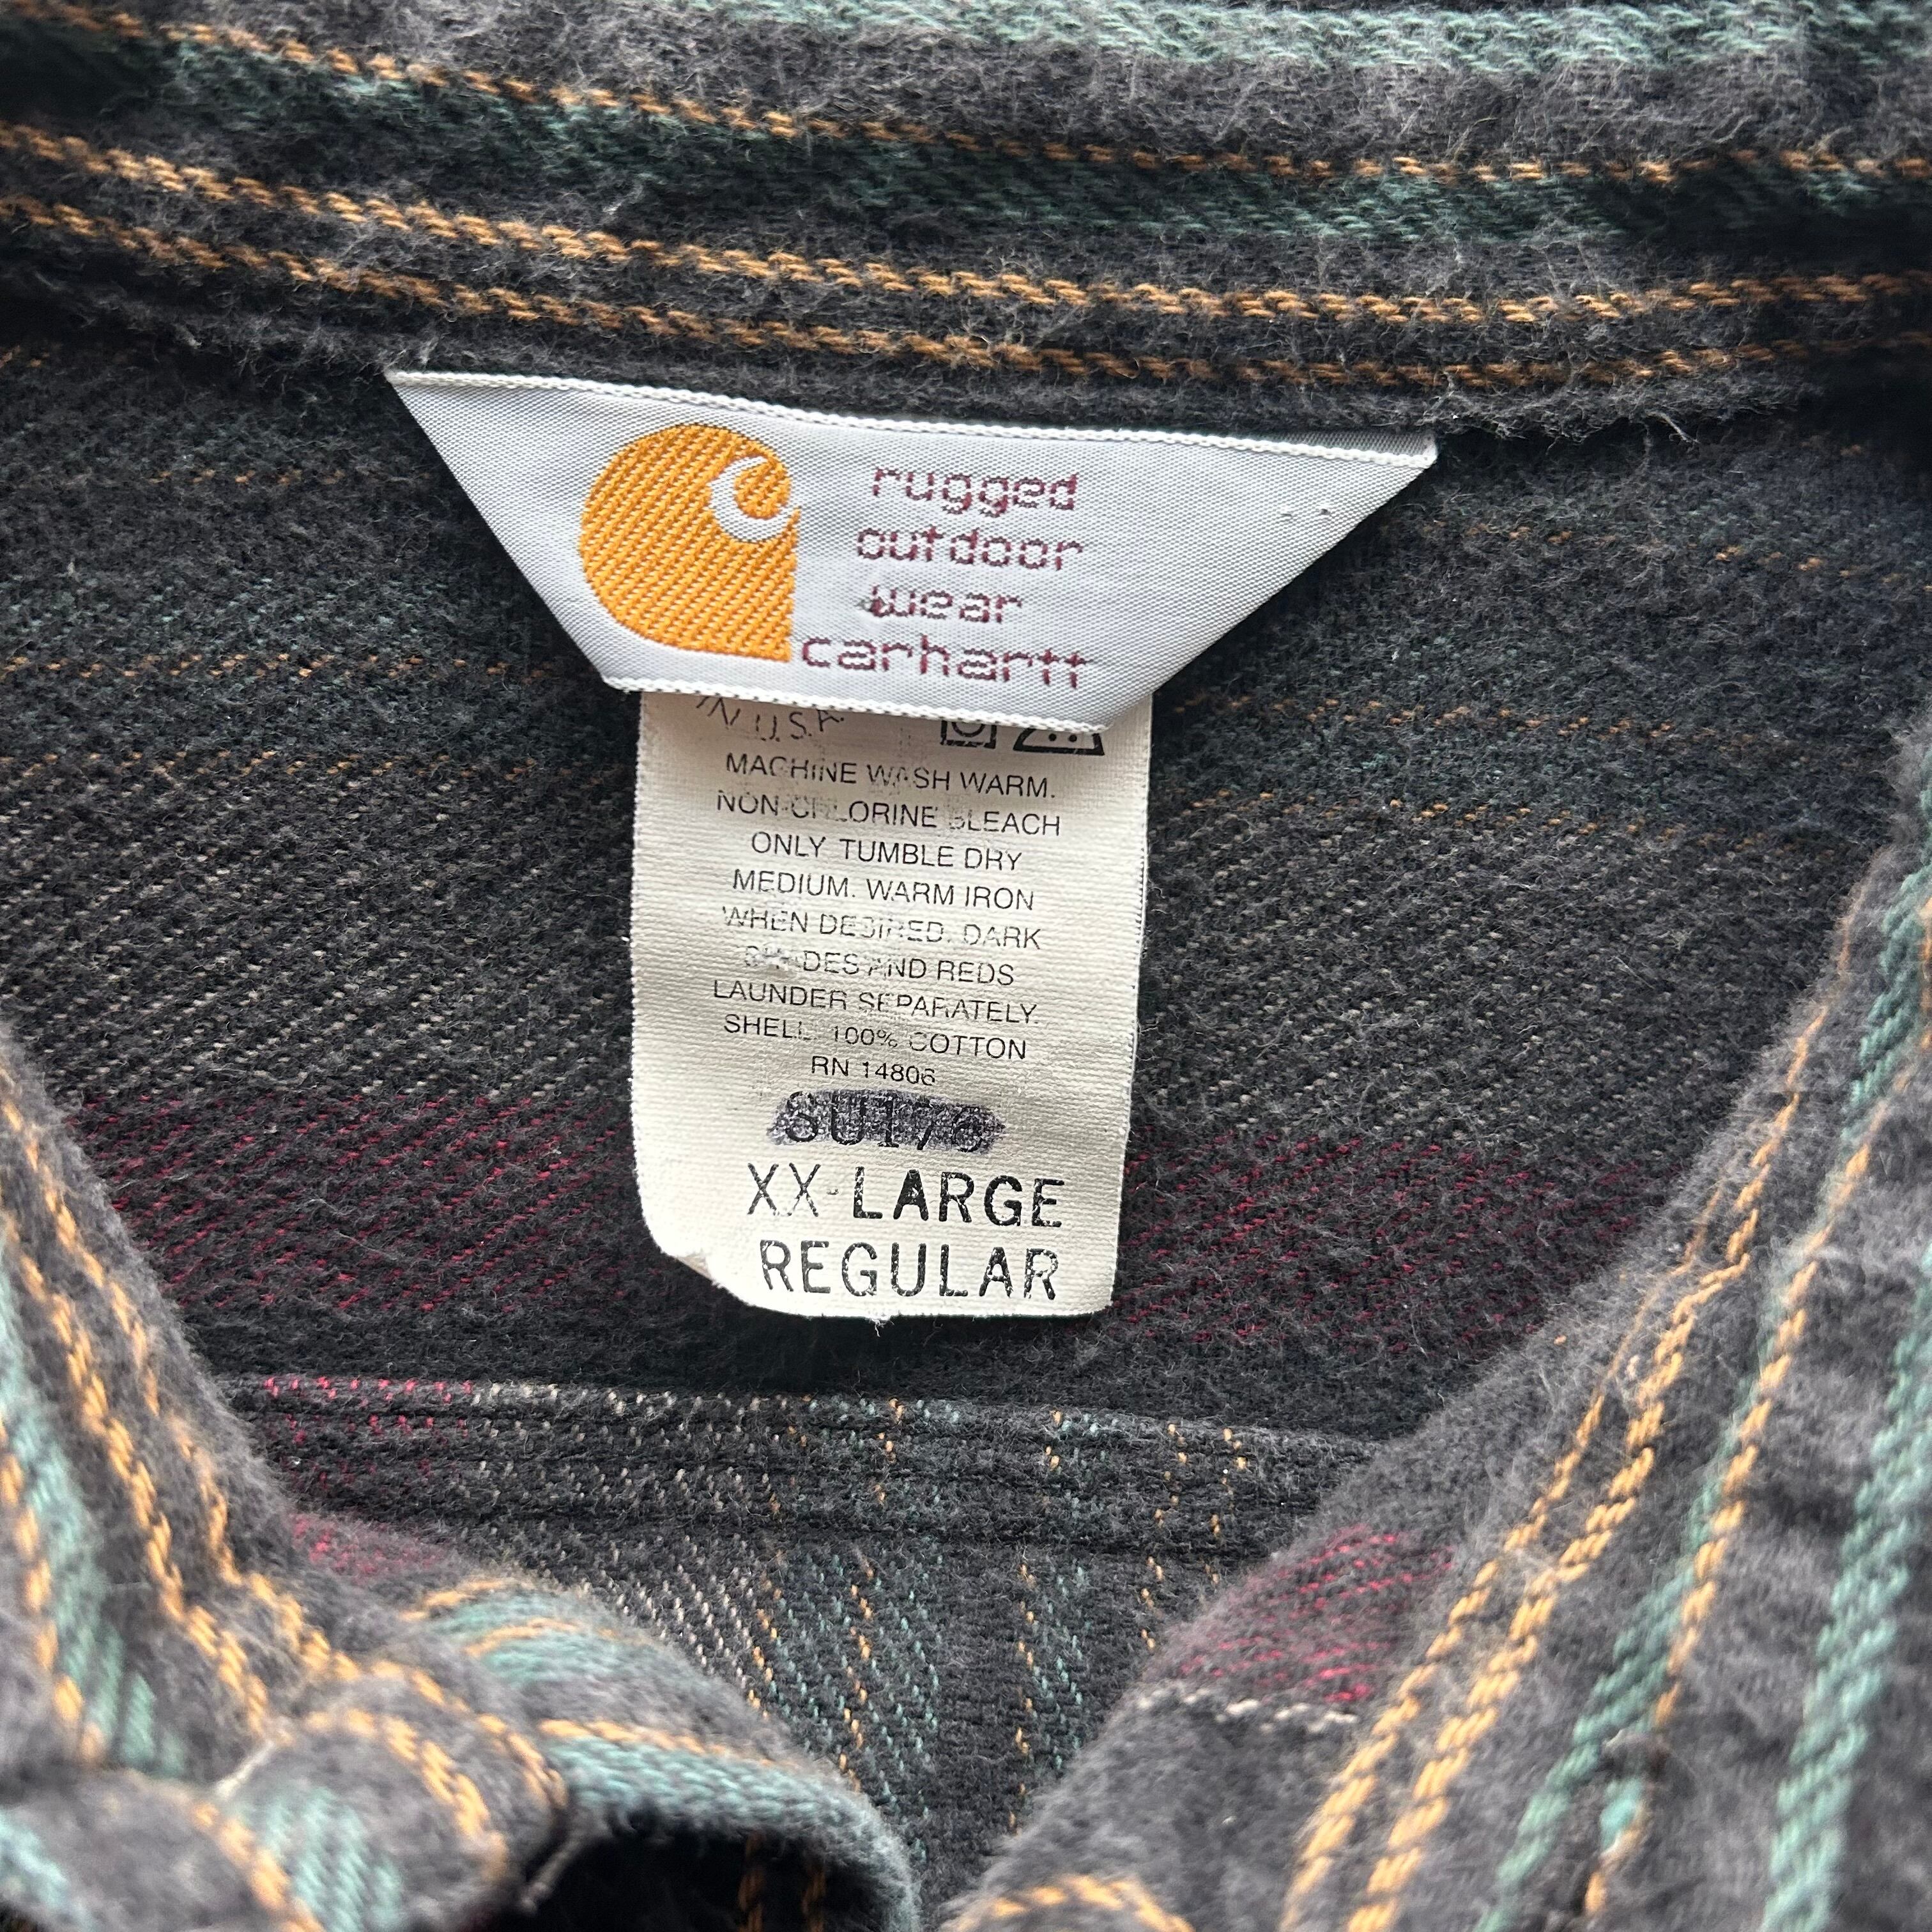 rugged
outdoor
wear
carhartt
IN U.S.A.
MACHINE WASH WARM.
NON-CHLORINE BLEACH
ONLY. TUMBLE DRY
MEDIUM. WARM IRON
WHEN DESIRED. DARK
SHADES AND REDS
LAUNDER SEPARATELY.
SHELL: 100% COTTON
RN 14806
XX-LARGE
REGULAR